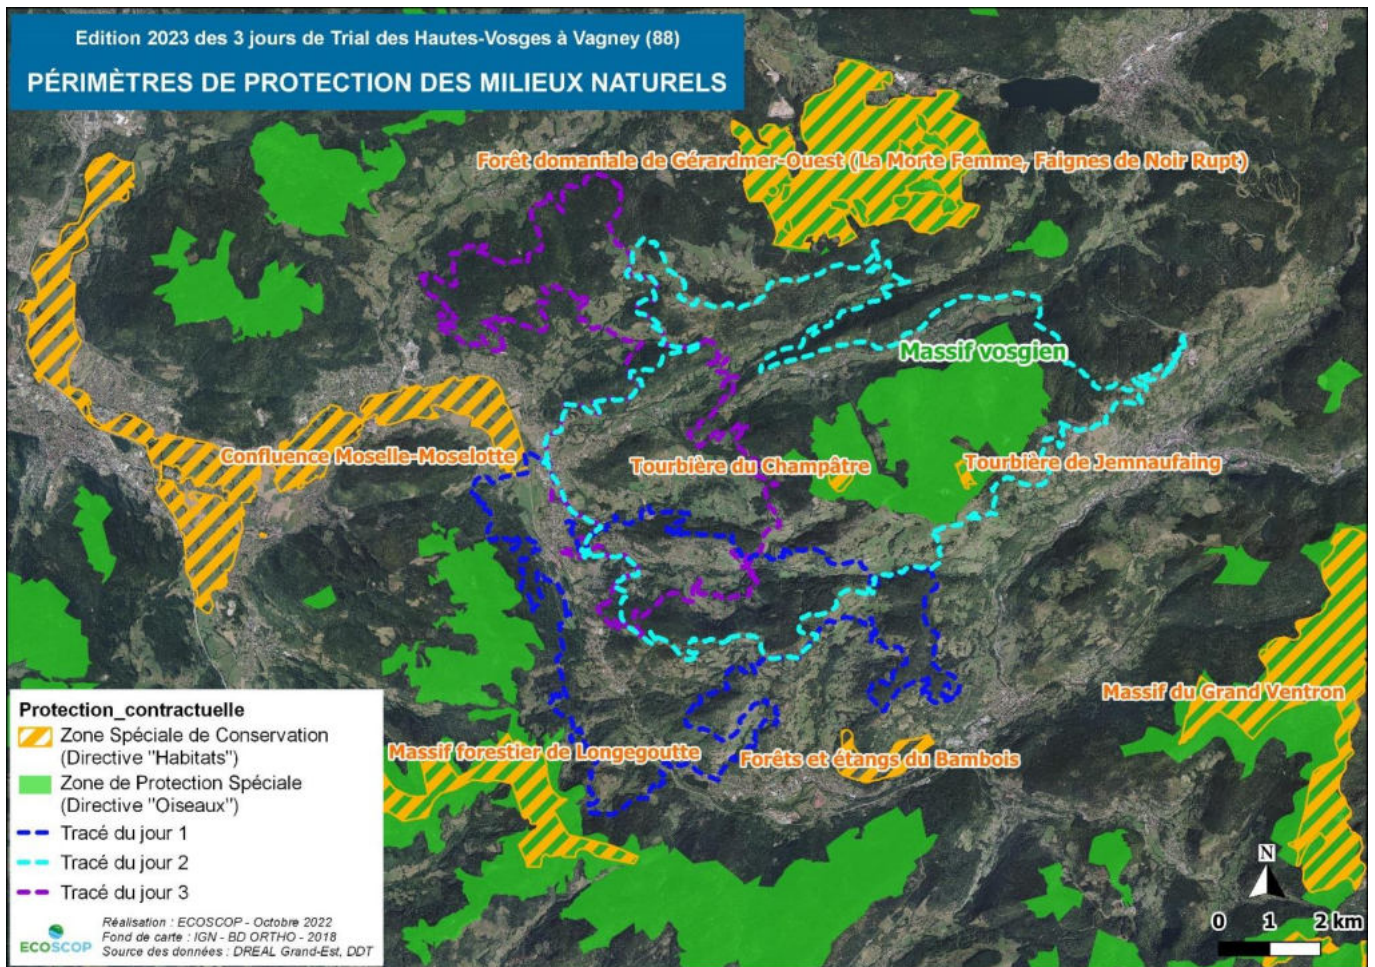 Edition 2023 des 3 jours de Trial des Hautes-Vosges à Vagney (88)
PÉRIMÈTRES DE PROTECTION DES MILIEUX NATURELS
Forêt domaniale de Gérardmer-Ouest (La Morte Femme, Faignes de Noir Rupt)
Massif vosgien
Confluence Moselle-Moselotte
Tourbière du Champâtre
Tourbière de Jemnaufaing
Massif du Grand Ventron
Massif forestier de Longegoutte
Forêts et étangs du Bambois
Protection_contractuelle
Zone Spéciale de Conservation
(Directive "Habitats")
Zone de Protection Spéciale
(Directive "Oiseaux")
Tracé du jour 1
Tracé du jour 2
Tracé du jour 3
ECOSCOP
Réalisation : ECOSCOP - Octobre 2022
Fond de carte : IGN - BD ORTHO - 2018
Source des données : DREAL Grand-Est, DDT
N
0 1 2 km